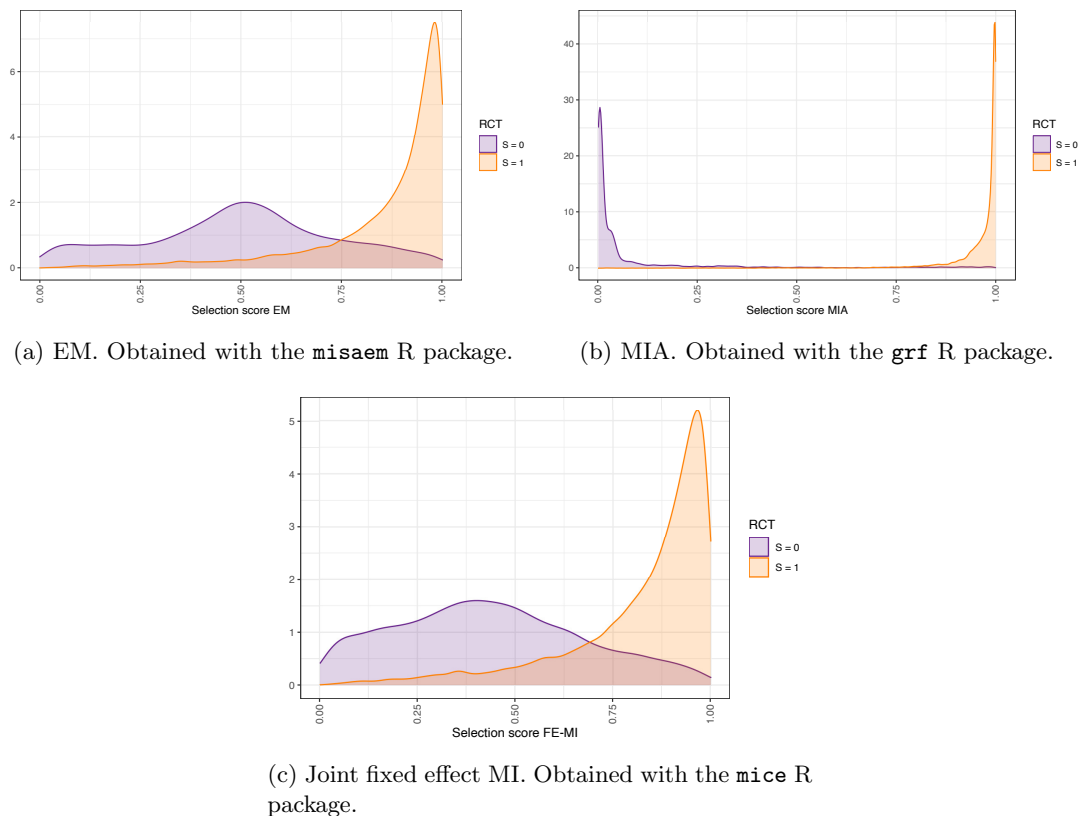 6
4
2
0
0.00
0.25
0.50
0.75
1.00
Selection score EM
RCT
S = 0
S = 1
(a) EM. Obtained with the misaem R package.
40
30
20
10
0
0.00
0.25
0.50
0.75
1.00
Selection score MIA
RCT
S = 0
S = 1
(b) MIA. Obtained with the grf R package.
5
4
3
2
1
0
0.00
0.25
0.50
0.75
1.00
Selection score FE-MI
RCT
S = 0
S = 1
(c) Joint fixed effect MI. Obtained with the mice R
package.